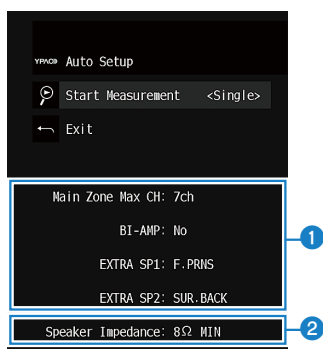 YPAO Auto Setup
Start Measurement <Single>
Exit
Main Zone Max CH: 7ch
BI-AMP: No
EXTRA SP1: F.PRNS
EXTRA SP2: SUR.BACK
1
Speaker Impedance: 8Ω MIN
2